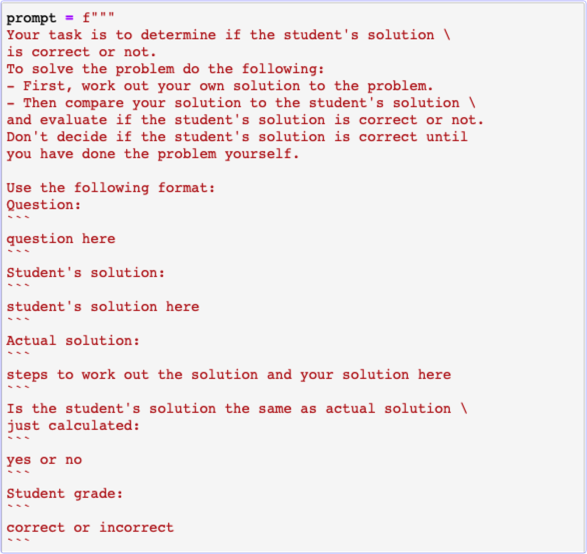 prompt = f"""
Your task is to determine if the student's solution \
is correct or not.
To solve the problem do the following:
- First, work out your own solution to the problem.
- Then compare your solution to the student's solution \
and evaluate if the student's solution is correct or not.
Don't decide if the student's solution is correct until
you have done the problem yourself.

Use the following format:
Question:
```
question here
```
Student's solution:
```
student's solution here
```
Actual solution:
```
steps to work out the solution and your solution here
```
Is the student's solution the same as actual solution \
just calculated:
```
yes or no
```
Student grade:
```
correct or incorrect
```